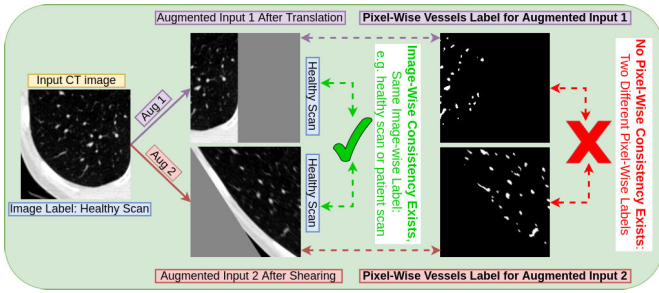 Augmented Input 1 After Translation
Pixel-Wise Vessels Label for Augmented Input 1
Input CT image
Aug 1
Aug 2
Image Label: Healthy Scan
Healthy Scan
Healthy Scan
Image-Wise Consistency Exists,
Same Image-wise Label:
e.g. healthy scan or patient scan
No Pixel-Wise Consistency Exists:
Two Different Pixel-Wise Labels
Augmented Input 2 After Shearing
Pixel-Wise Vessels Label for Augmented Input 2